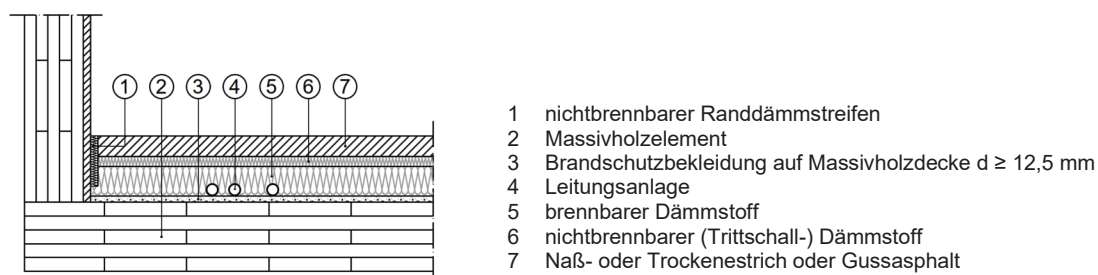 1 2 3 4 5 6 7
1 nichtbrennbarer Randdämmstreifen
2 Massivholzelement
3 Brandschutzbekleidung auf Massivholzdecke d ≥ 12,5 mm
4 Leitungsanlage
5 brennbarer Dämmstoff
6 nichtbrennbarer (Trittschall-) Dämmstoff
7 Naß- oder Trockenestrich oder Gussasphalt